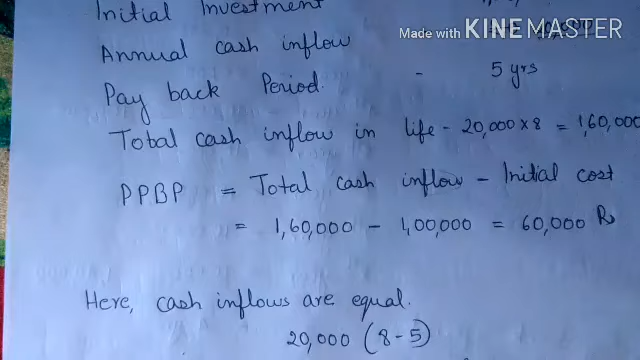 Initial Investment
Made with KINEMASTER
Annual cash inflow
Pay back Period. - 5 yrs
Total cash inflow in life - 20,000 x 8 = 1,60,000
PPBP = Total cash inflow - Initial cost
= 1,60,000 - 1,00,000 = 60,000 Rs
Here, cash inflows are equal.
20,000 (8-5)